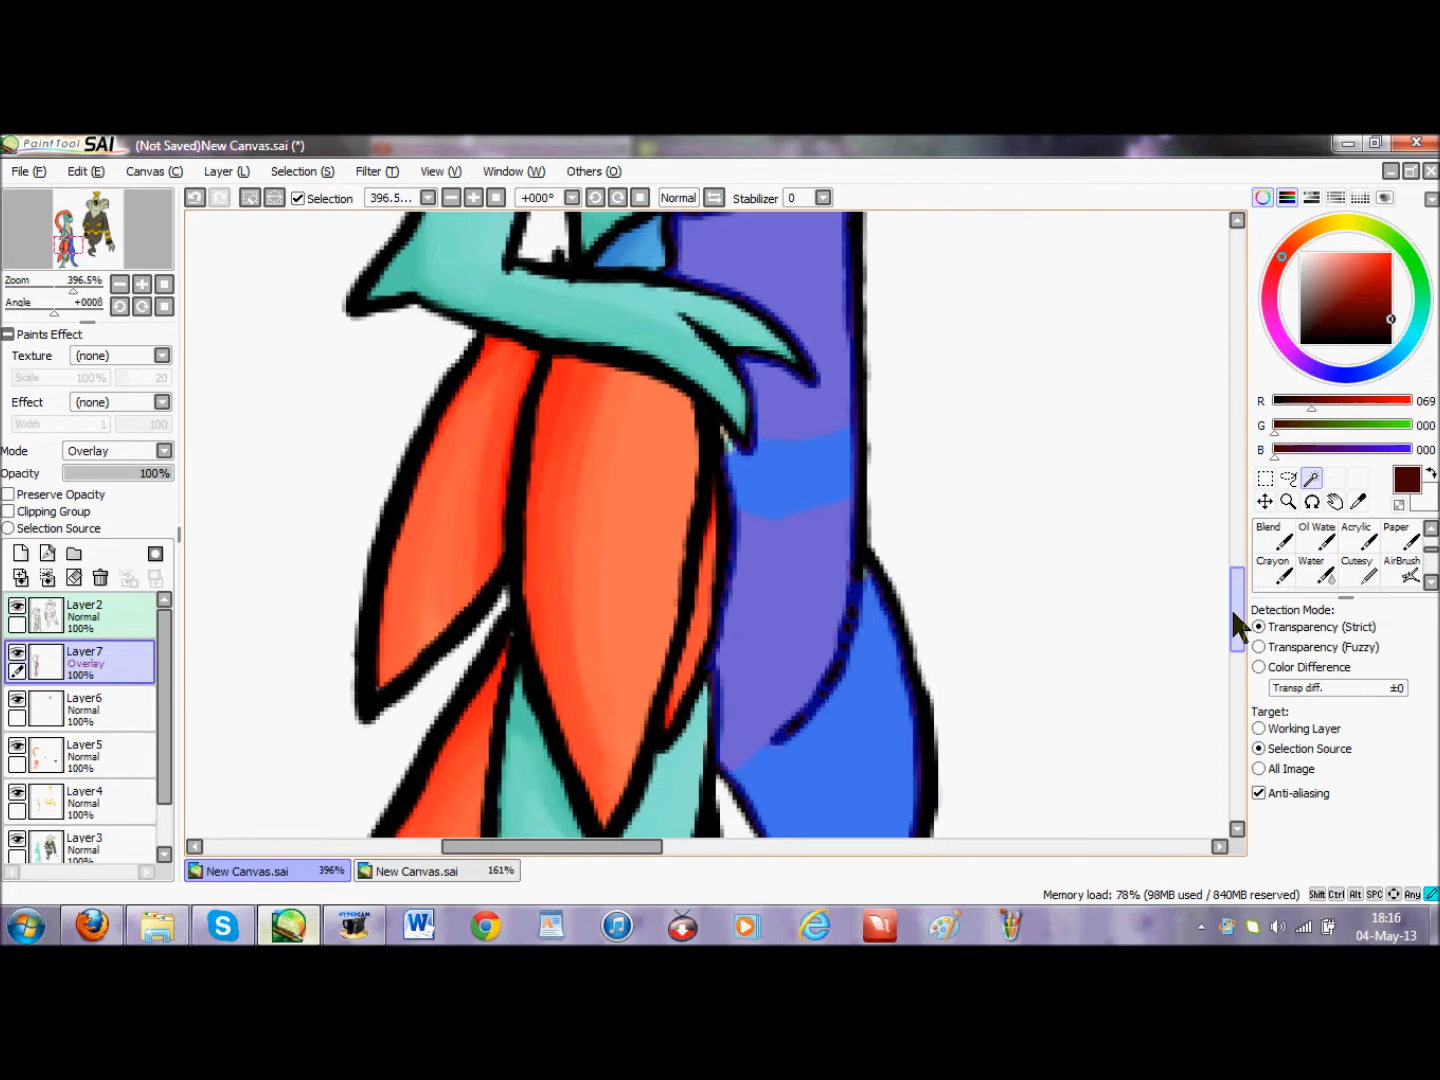 PaintTool SAI (Not Saved)New Canvas.sai (*)
File (F) Edit (E) Canvas (C) Layer (L) Selection (S) Filter (T) View (V) Window (W) Others (O)
Selection 396.5... +000° Normal Stabilizer 0
Zoom 396.5%
Angle
Paints Effect
Texture (none)
Scale 100% 20
Effect (none)
Width 1 100
Mode Overlay
Opacity 100%
Preserve Opacity
Clipping Group
Selection Source
Layer2
Normal
100%
Layer7
Overlay
100%
Layer6
Normal
100%
Layer5
Normal
100%
Layer4
Normal
100%
Layer3
Normal
100%
R 069
G 000
B 000
Blend Ol Wate Acrylic Paper
Crayon Water Cutesy AirBrush
Detection Mode:
Transparency (Strict)
Transparency (Fuzzy)
Color Difference
Transp diff. ±0
Target:
Working Layer
Selection Source
All Image
Anti-aliasing
New Canvas.sai 396% New Canvas.sai 161%
Memory load: 78% (98MB used / 840MB reserved) Shift Ctrl Alt SPC Any
HYPERCAM
18:16
04-May-13